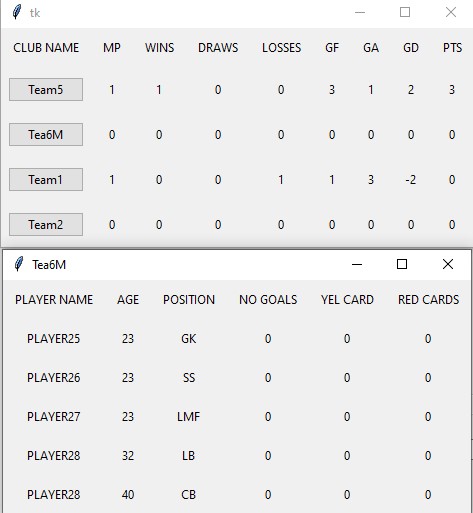 tk
CLUB NAME MP WINS DRAWS LOSSES GF GA GD PTS
Team5 1 1 0 0 3 1 2 3
Tea6M 0 0 0 0 0 0 0 0
Team1 1 0 0 1 1 3 -2 0
Team2 0 0 0 0 0 0 0 0
Tea6M
PLAYER NAME AGE POSITION NO GOALS YEL CARD RED CARDS
PLAYER25 23 GK 0 0 0
PLAYER26 23 SS 0 0 0
PLAYER27 23 LMF 0 0 0
PLAYER28 32 LB 0 0 0
PLAYER28 40 CB 0 0 0